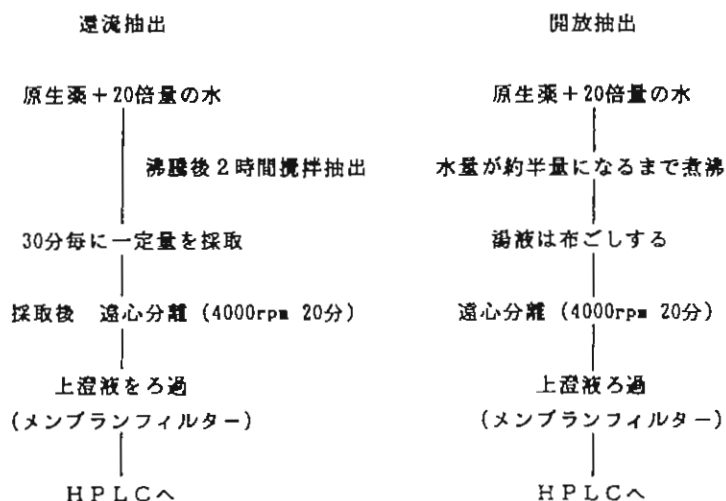 還流抽出
原生薬+20倍量の水
沸騰後2時間攪拌抽出
30分毎に一定量を採取
採取後 遠心分離 (4000rpm 20分)
上澄液をろ過
(メンブランフィルター)
HPLCへ
開放抽出
原生薬+20倍量の水
水量が約半量になるまで煮沸
湯液は布ごしする
遠心分離 (4000rpm 20分)
上澄液ろ過
(メンブランフィルター)
HPLCへ